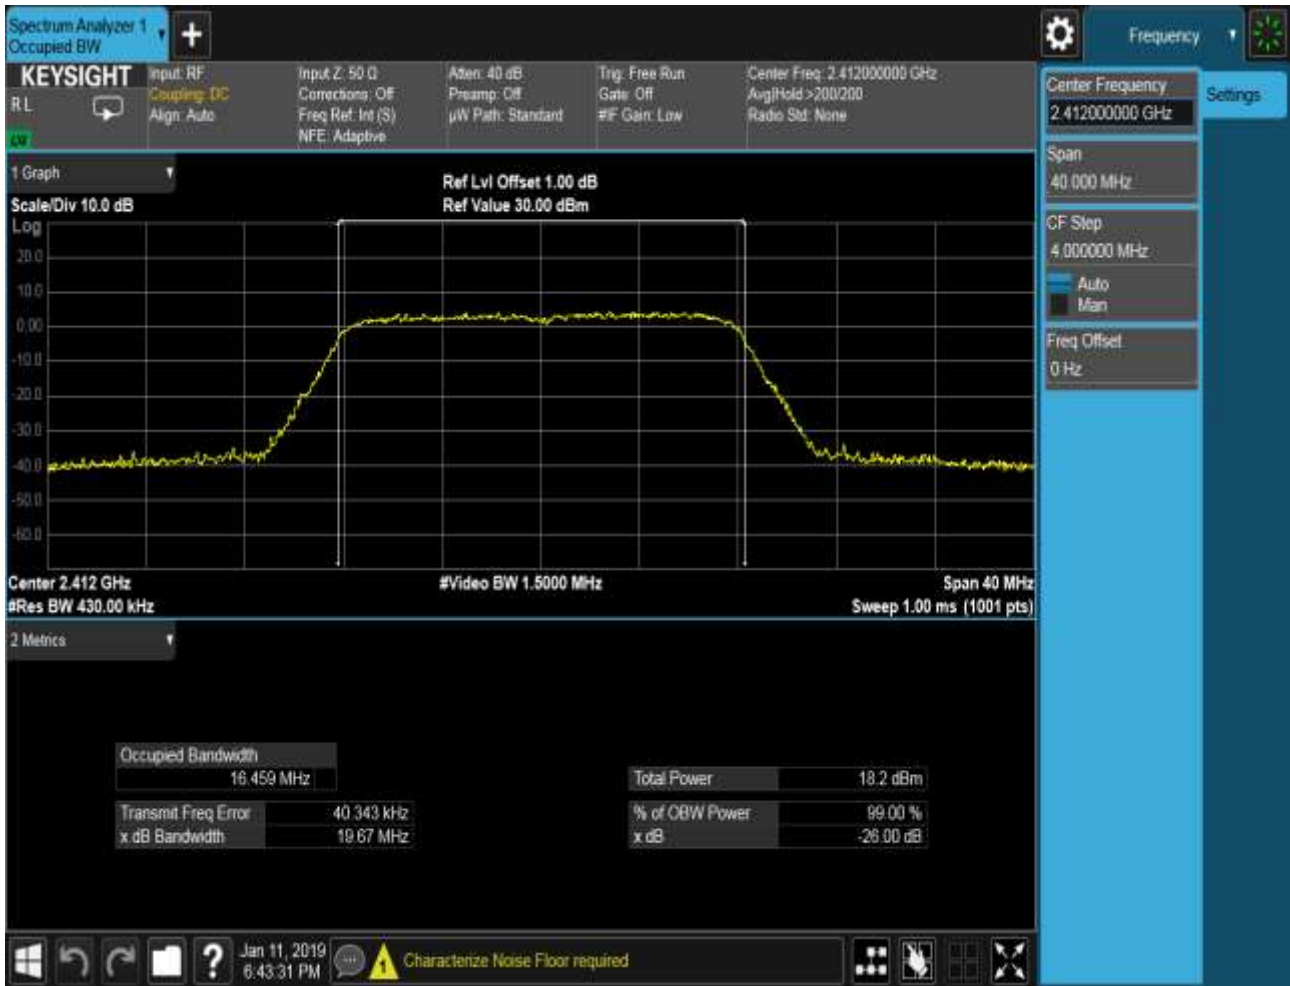 Spectrum Analyzer 1
Occupied BW
+
Frequency
KEYSIGHT
RL
LXI
Input: RF
Coupling: DC
Align: Auto
Input Z: 50 Ω
Corrections: Off
Freq Ref: Int (S)
NFE: Adaptive
Atten: 40 dB
Preamp: Off
µW Path: Standard
Trig: Free Run
Gate: Off
#IF Gain: Low
Center Freq: 2.412000000 GHz
Avg|Hold:>200/200
Radio Std: None
Center Frequency
2.412000000 GHz
Settings
Span
40.000 MHz
CF Step
4.000000 MHz
Auto
Man
Freq Offset
0 Hz
1 Graph
Scale/Div 10.0 dB
Ref Lvl Offset 1.00 dB
Ref Value 30.00 dBm
Log
20.0
10.0
0.00
-10.0
-20.0
-30.0
-40.0
-50.0
-60.0
Center 2.412 GHz
#Video BW 1.5000 MHz
Span 40 MHz
#Res BW 430.00 kHz
Sweep 1.00 ms (1001 pts)
2 Metrics
Occupied Bandwidth
16.459 MHz
Total Power 18.2 dBm
Transmit Freq Error 40.343 kHz
% of OBW Power 99.00 %
x dB Bandwidth 19.67 MHz
x dB -26.00 dB
?
Jan 11, 2019
6:43:31 PM
1
Characterize Noise Floor required